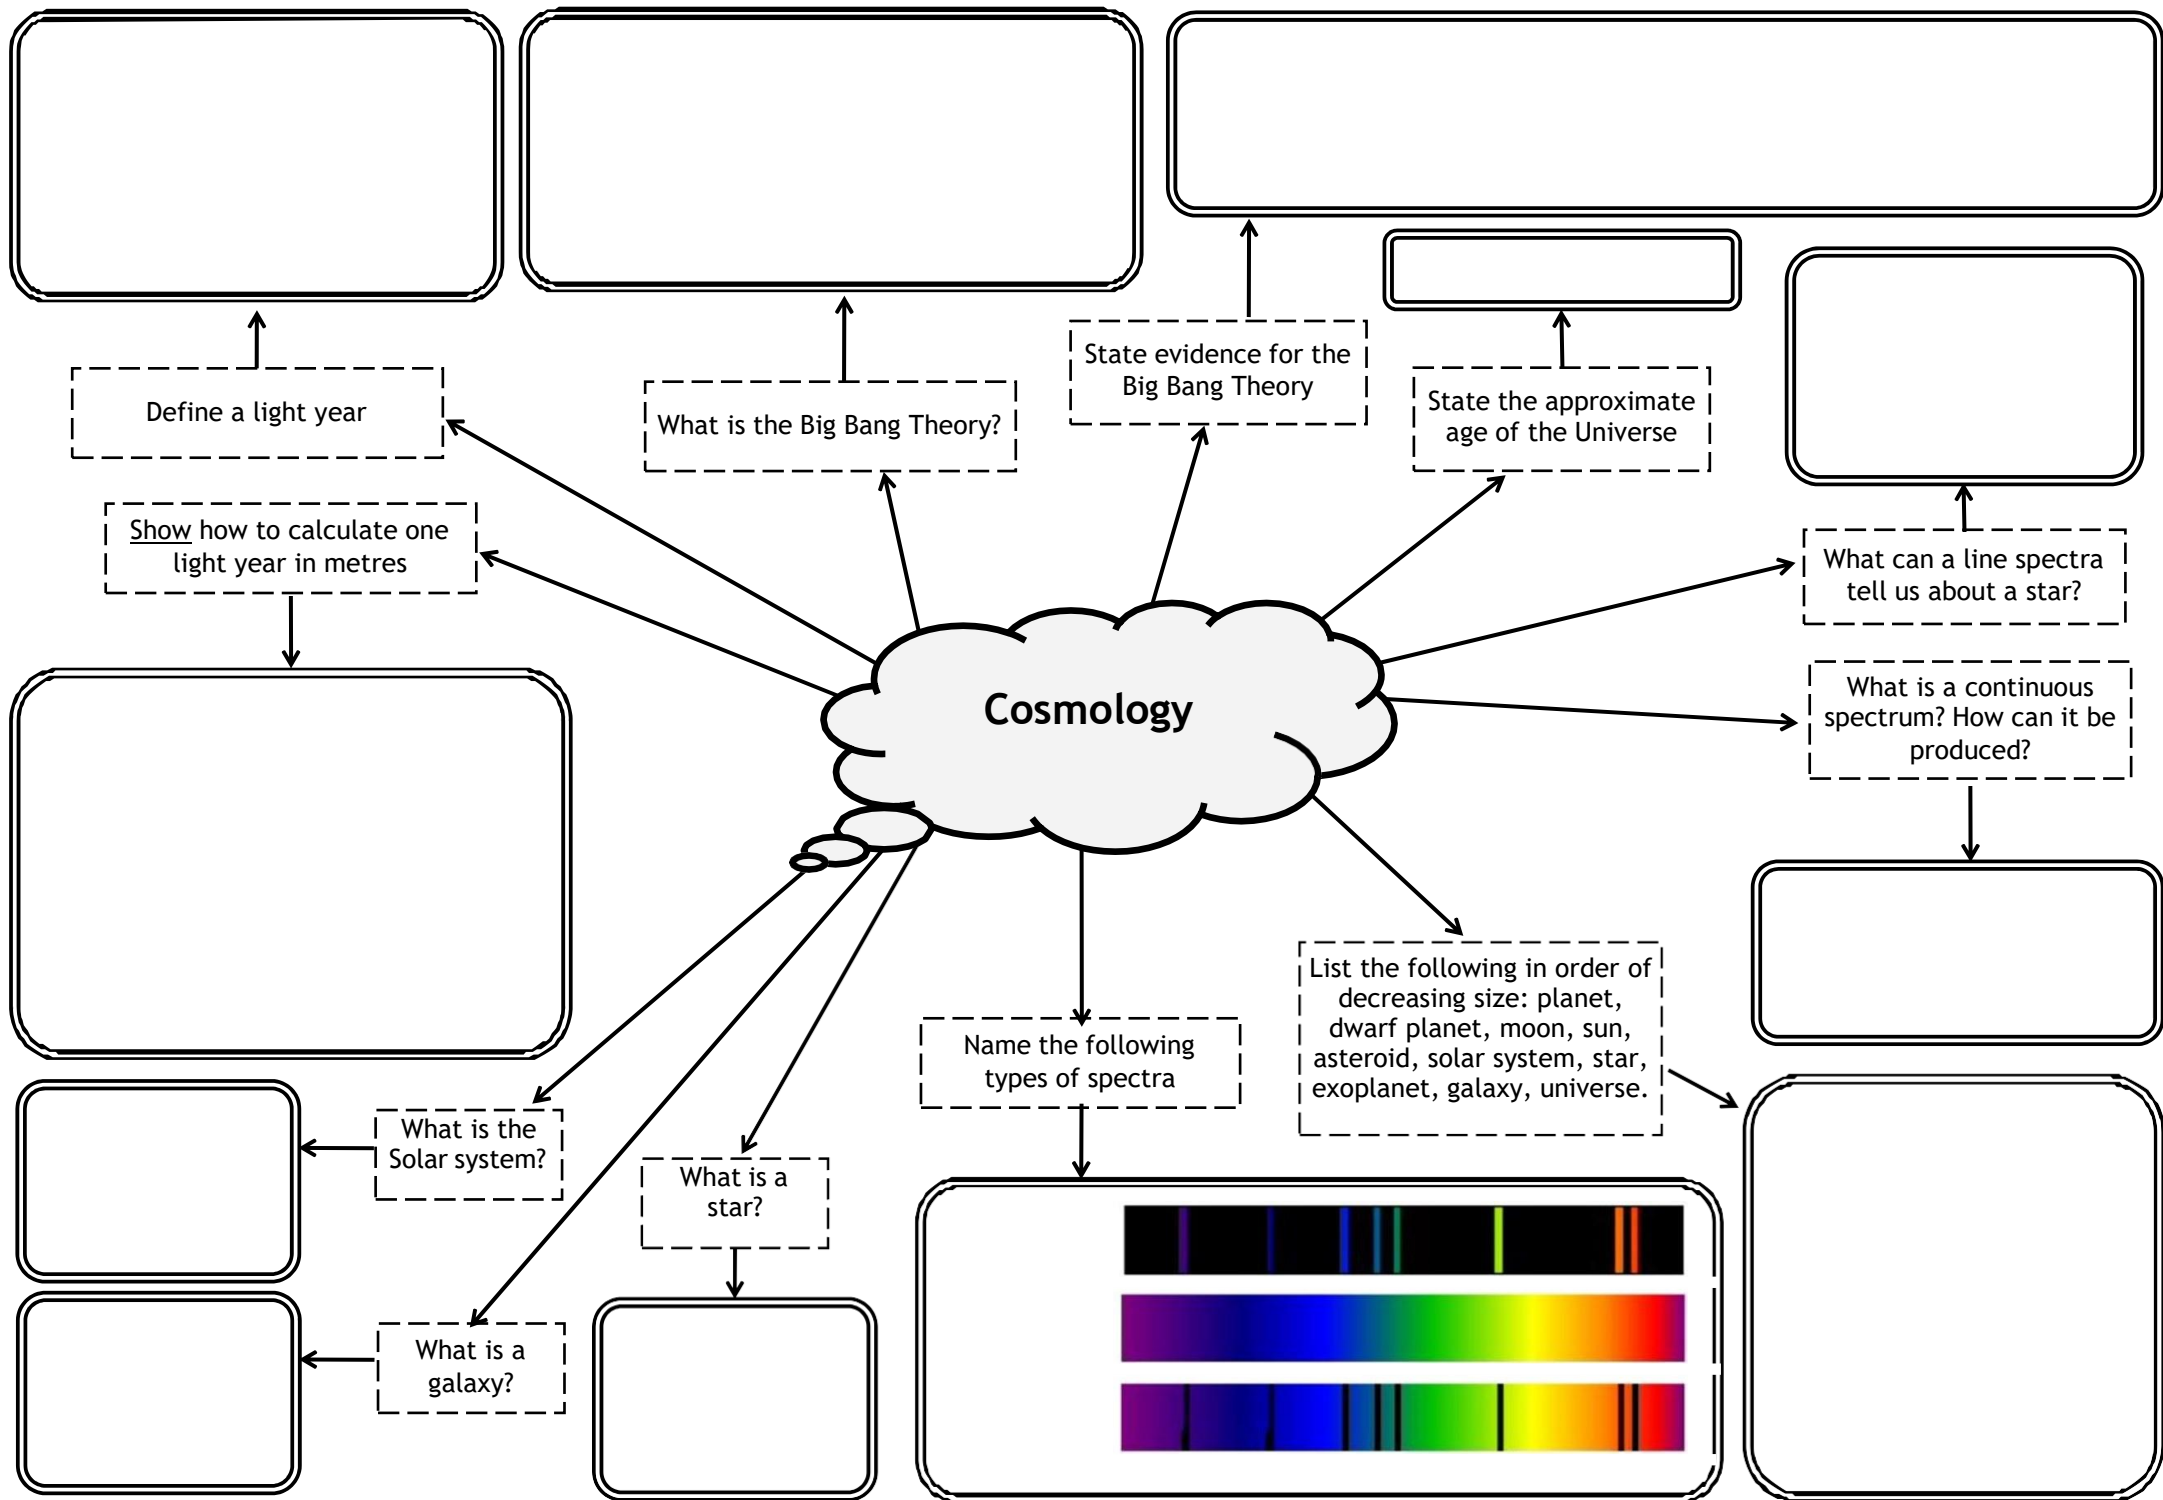 Define a light year
What is the Big Bang Theory?
State evidence for the
Big Bang Theory
State the approximate
age of the Universe
Show how to calculate one
light year in metres
What can a line spectra
tell us about a star?
Cosmology
What is a continuous
spectrum? How can it be
produced?
What is the
Solar system?
What is a
galaxy?
What is a
star?
Name the following
types of spectra
List the following in order of
decreasing size: planet,
dwarf planet, moon, sun,
asteroid, solar system, star,
exoplanet, galaxy, universe.